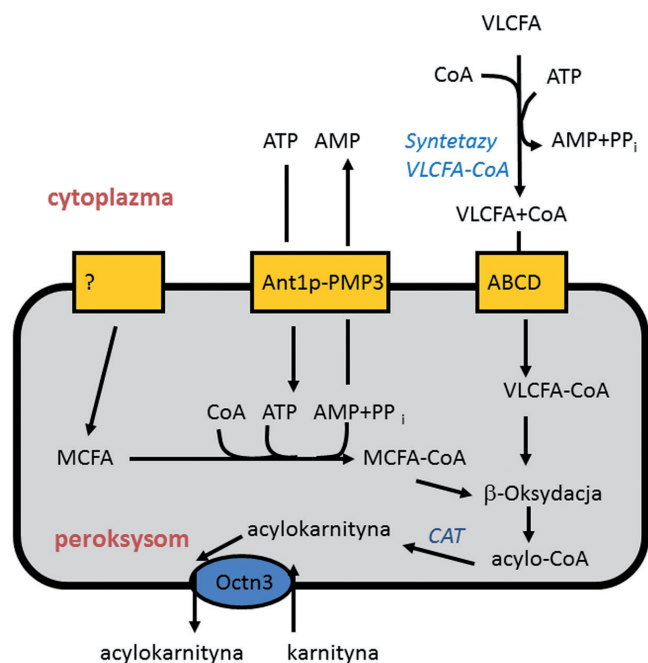 VLCFA
CoA
ATP
ATP AMP
Syntetazy
VLCFA-CoA
AMP+PPi
cytoplazma
VLCFA+CoA
?
Ant1p-PMP3
ABCD
VLCFA-CoA
CoA ATP AMP+PP i
MCFA
MCFA-CoA
β-Oksydacja
acylokarnityna
peroksysom
CAT
acylo-CoA
Octn3
acylokarnityna
karnityna